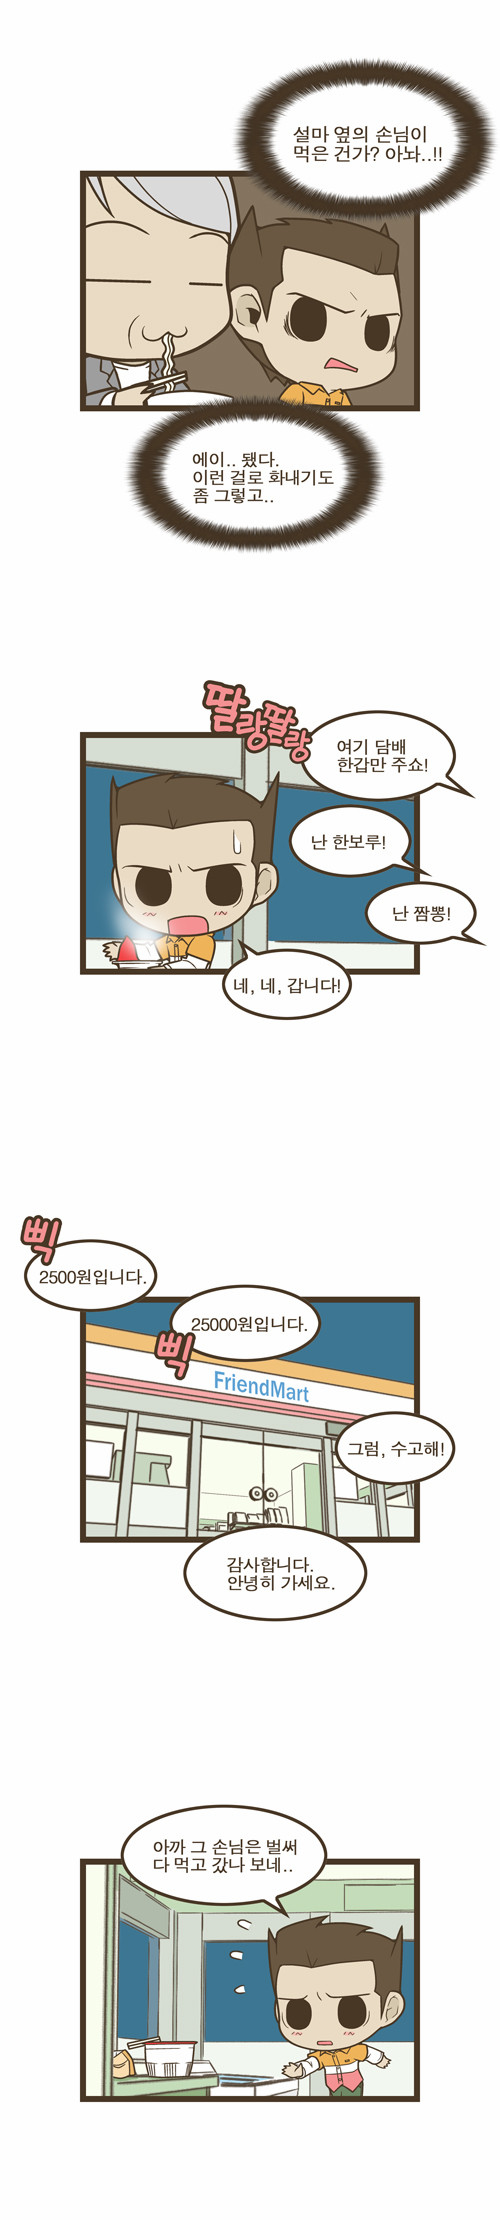 설마 옆의 손님이
먹은 건가? 아놔..!!
에이.. 됐다.
이런 걸로 화내기도
좀 그렇고..
딸랑딸랑
여기 담배
한갑만 주쇼!
난 한보루!
난 짬뽕!
네, 네, 갑니다!
삑
2500원입니다.
25000원입니다.
삑
FriendMart
그럼, 수고해!
감사합니다.
안녕히 가세요.
아까 그 손님은 벌써
다 먹고 갔나 보네..